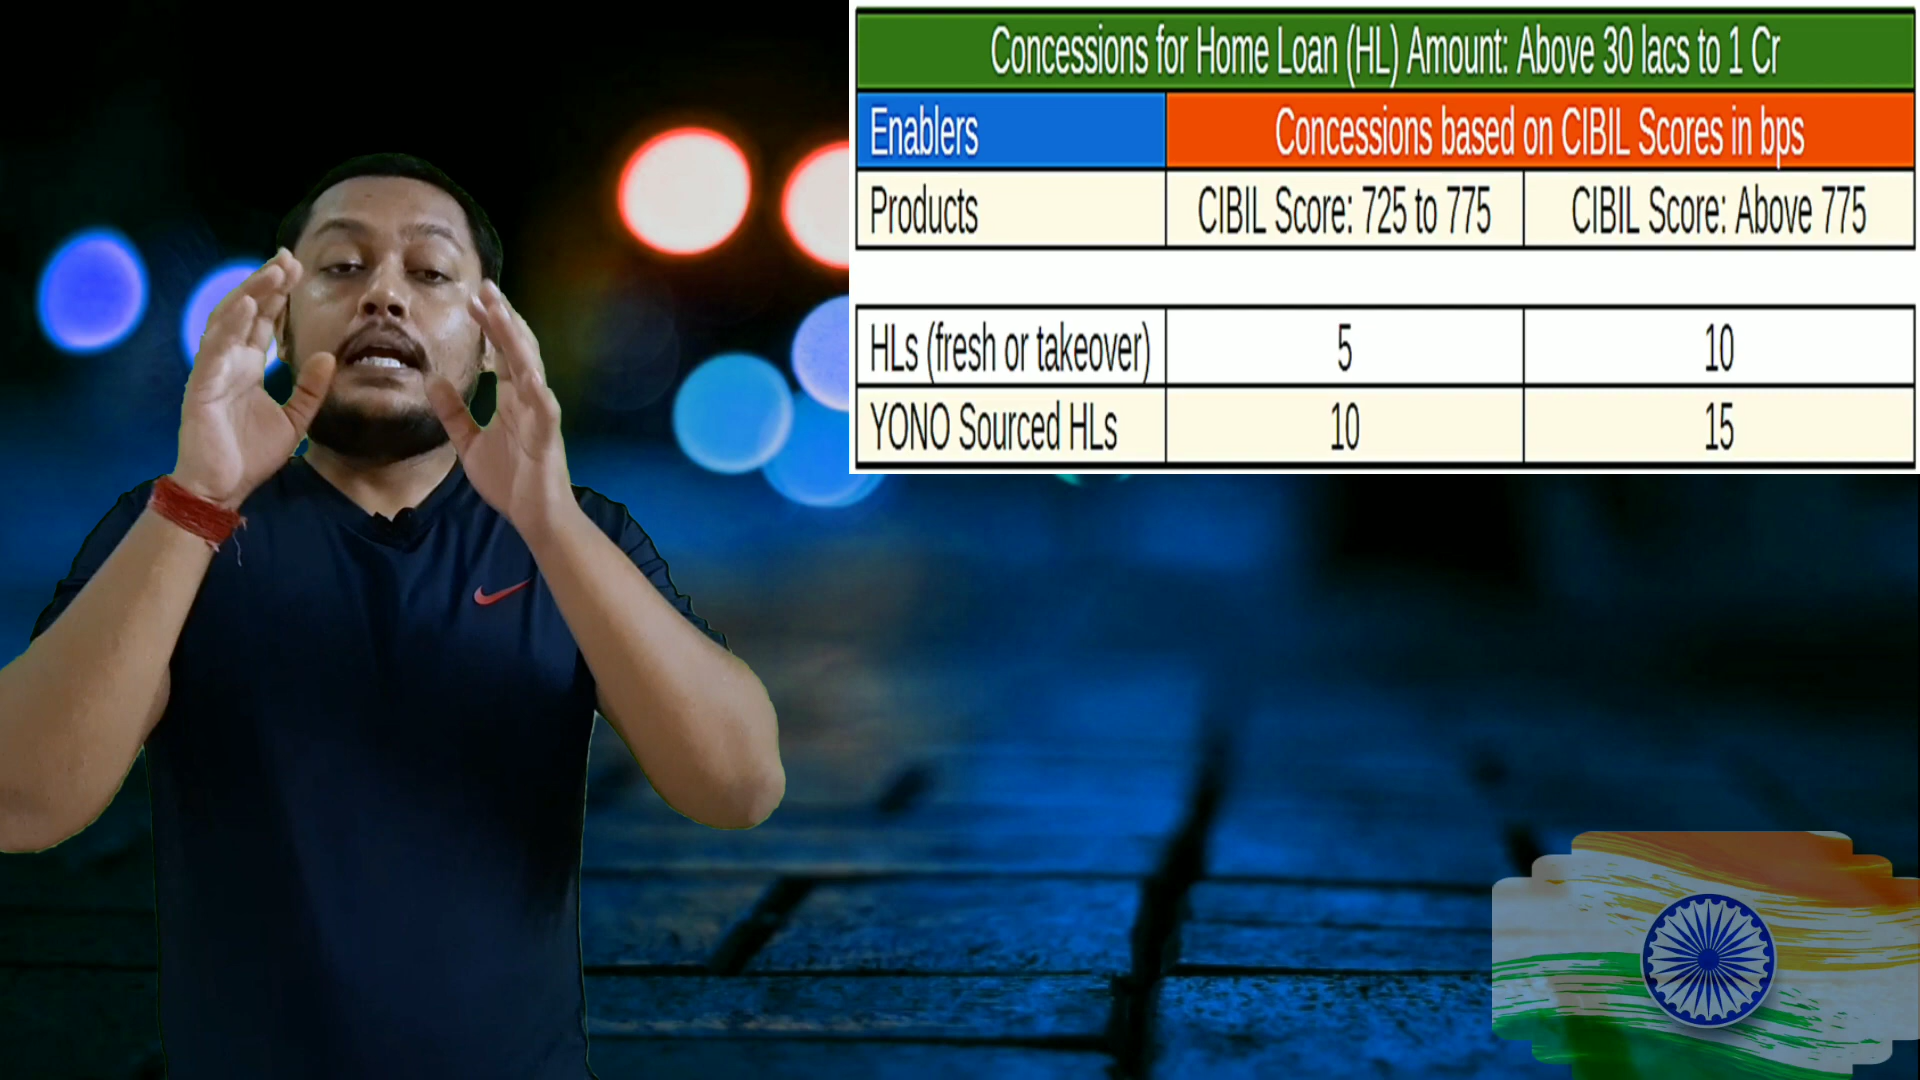 Concessions for Home Loan (HL) Amount: Above 30 lacs to 1 Cr
Enablers Concessions based on CIBIL Scores in bps
Products CIBIL Score: 725 to 775 CIBIL Score: Above 775
HLs (fresh or takeover) 5 10
YONO Sourced HLs 10 15